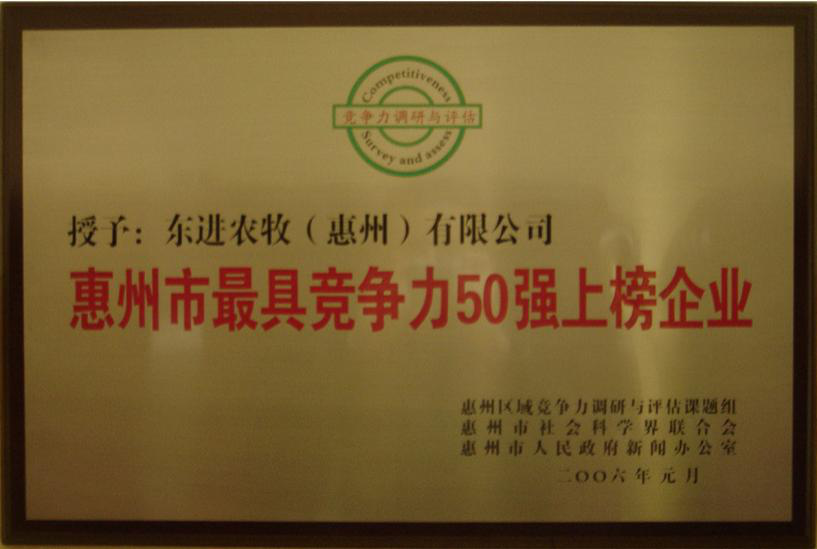 Competitiveness
竞争力调研与评估
Survey and assess
授予：东进农牧（惠州）有限公司
惠州市最具竞争力50强上榜企业
惠州区域竞争力调研与评估课题组
惠州市社会科学界联合会
惠州市人民政府新闻办公室
二OO六年元月